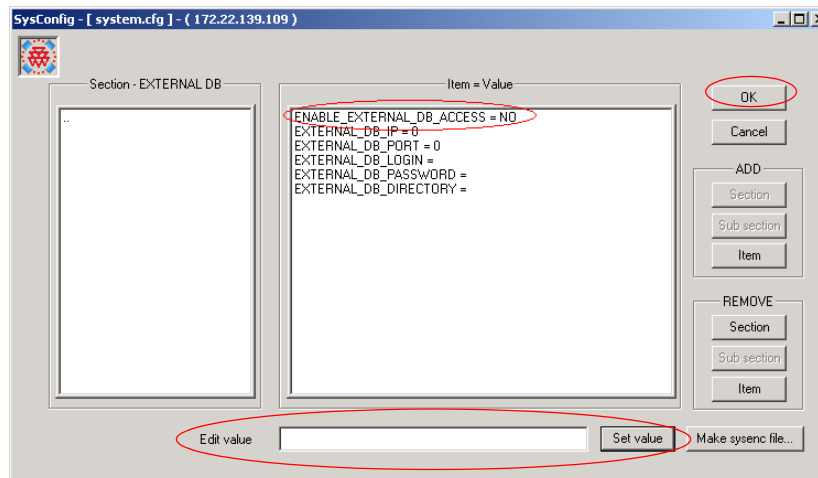 SysConfig - [ system.cfg ] - ( 172.22.139.109 )
Section - EXTERNAL DB
..
Item = Value
ENABLE_EXTERNAL_DB_ACCESS = NO
EXTERNAL_DB_IP = 0
EXTERNAL_DB_PORT = 0
EXTERNAL_DB_LOGIN =
EXTERNAL_DB_PASSWORD =
EXTERNAL_DB_DIRECTORY =
OK
Cancel
ADD
Section
Sub section
Item
REMOVE
Section
Sub section
Item
Edit value
Set value
Make sysenc file...